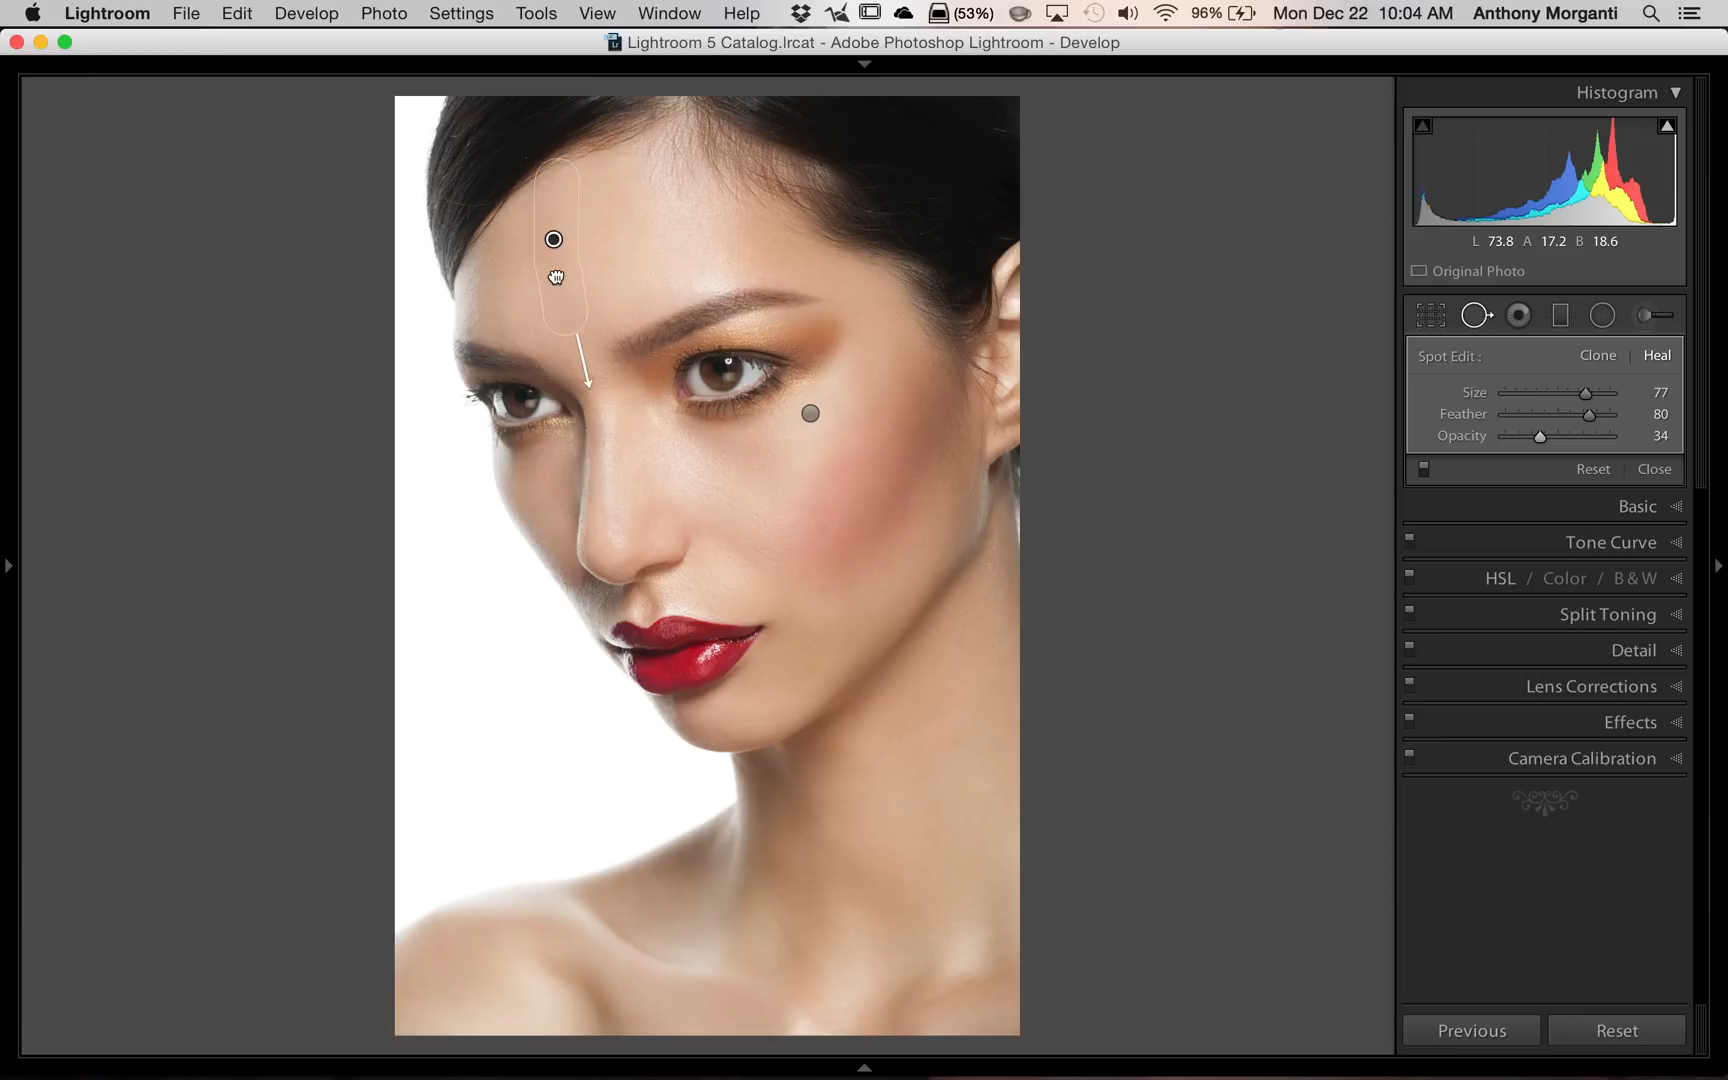 Lightroom File Edit Develop Photo Settings Tools View Window Help (53%) 96% Mon Dec 22 10:04 AM Anthony Morganti
Lightroom 5 Catalog.lrcat - Adobe Photoshop Lightroom - Develop
Histogram
L 73.8 A 17.2 B 18.6
Original Photo
Spot Edit : Clone | Heal
Size 77
Feather 80
Opacity 34
Reset | Close
Basic
Tone Curve
HSL / Color / B & W
Split Toning
Detail
Lens Corrections
Effects
Camera Calibration
Previous Reset